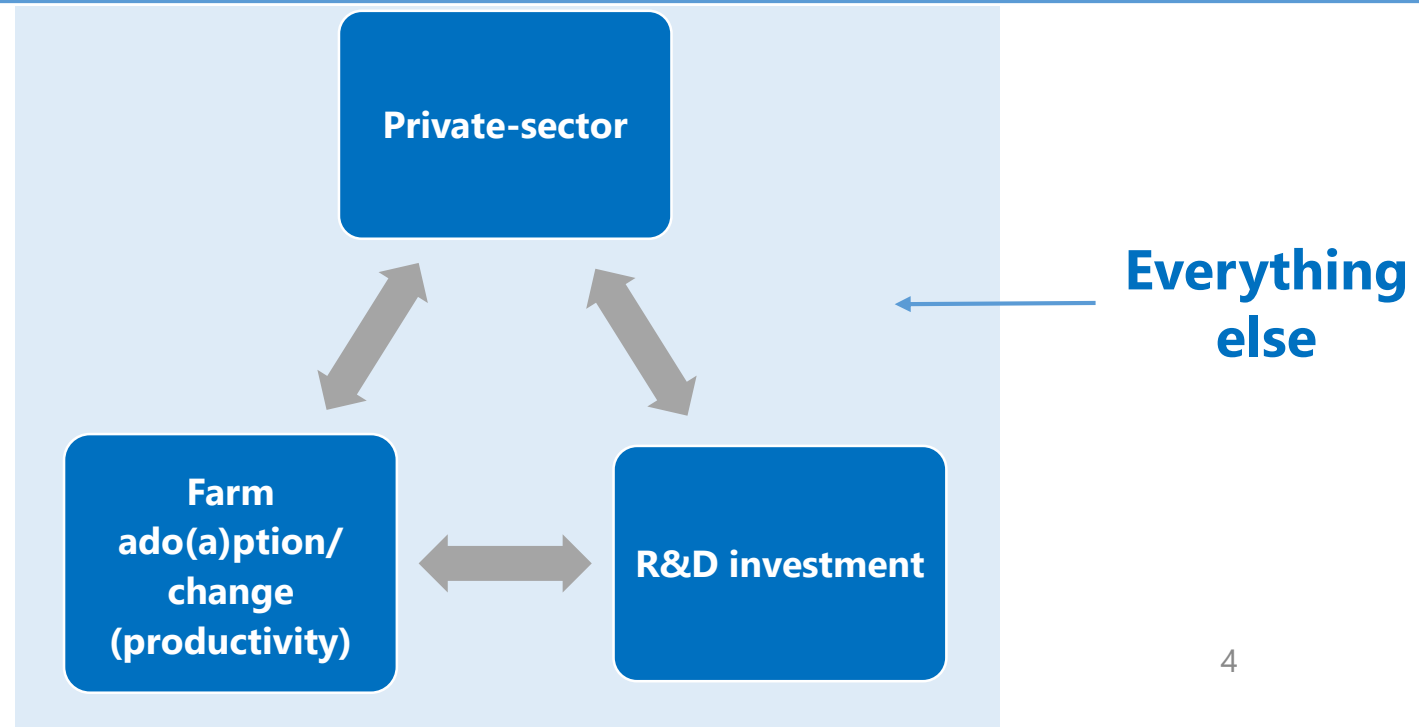 Private-sector
Everything
else
Farm
ado(a)ption/
change
(productivity)
R&D investment
4